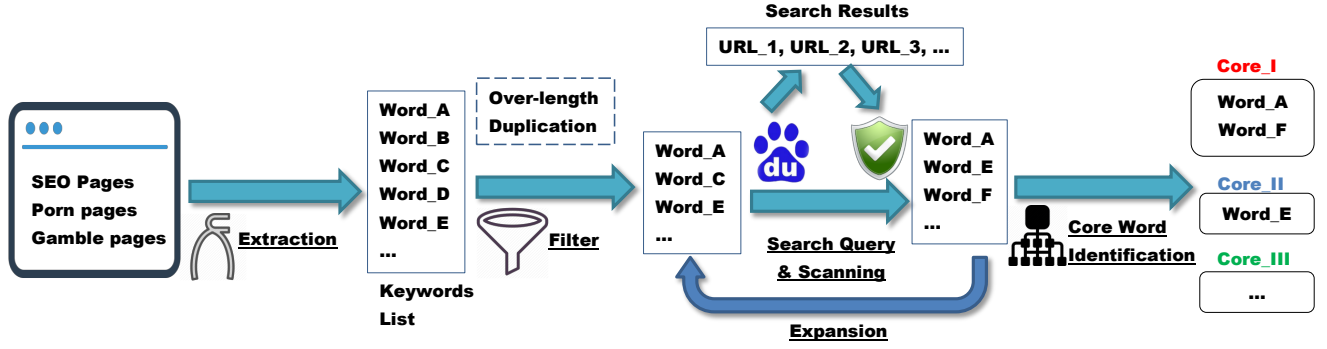 SEO Pages
Porn pages
Gamble pages
Extraction
Word_A
Word_B
Word_C
Word_D
Word_E
...
Keywords
List
Over-length
Duplication
Filter
Word_A
Word_C
Word_E
...
Search Results
URL_1, URL_2, URL_3, ...
du
Search Query
& Scanning
Expansion
Word_A
Word_E
Word_F
...
Core Word
Identification
Core_I
Word_A
Word_F
Core_II
Word_E
Core_III
...